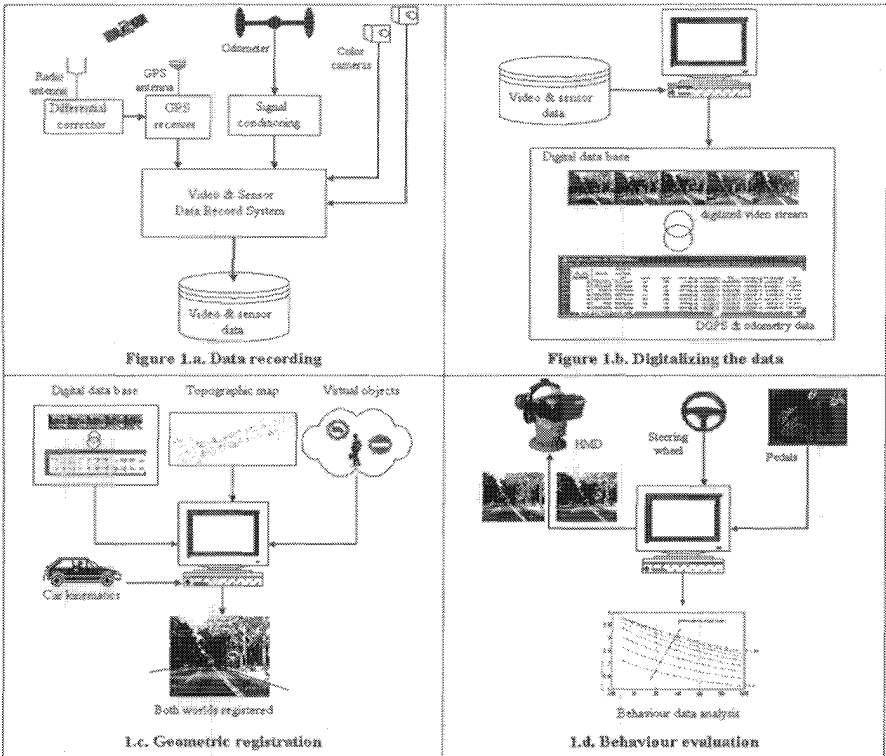 Odometer
Color
cameras
Radio
antenna
GPS
antenna
Differential
corrector
GPS
receiver
Signal
conditioning
Video & Sensor
Data Record System
Video & sensor
data
Figure 1.a. Data recording
Video & sensor
data
Digital data base
digitized video stream
DGPS & odometry data
Figure 1.b. Digitalizing the data
Digital data base
Topographic map
Virtual objects
Car kinematics
Both worlds registered
1.c. Geometric registration
HMD
Steering
wheel
Pedals
Behaviour data analysis
1.d. Behaviour evaluation